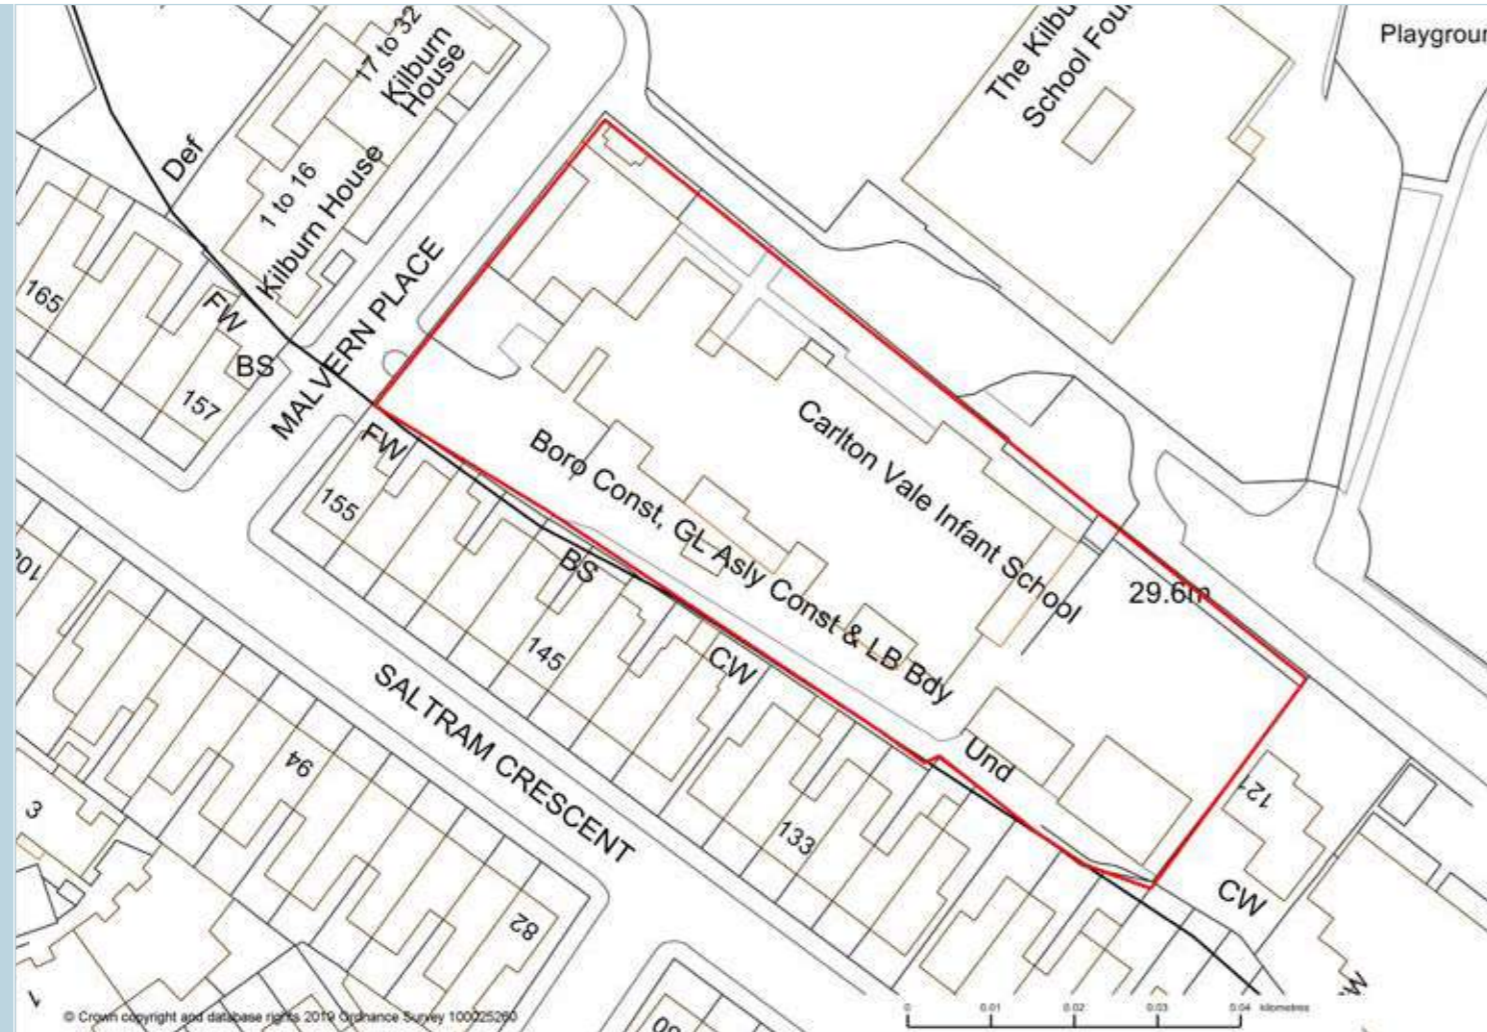 17 to 32
Kilburn
House
The Kilbu
School Fou
Playgroun
Def
1 to 16
Kilburn House
MALVERN PLACE
165
FW
BS
157
FW
155
Boro Const, GL Asly Const & LB Bdy
Carlton Vale Infant School
29.6m
BS
145
CW
SALTRAM CRESCENT
94
3
82
133
Und
121
CW
© Crown copyright and database rights 2019 Ordnance Survey 100025260
0 0.01 0.02 0.03 0.04 kilometres